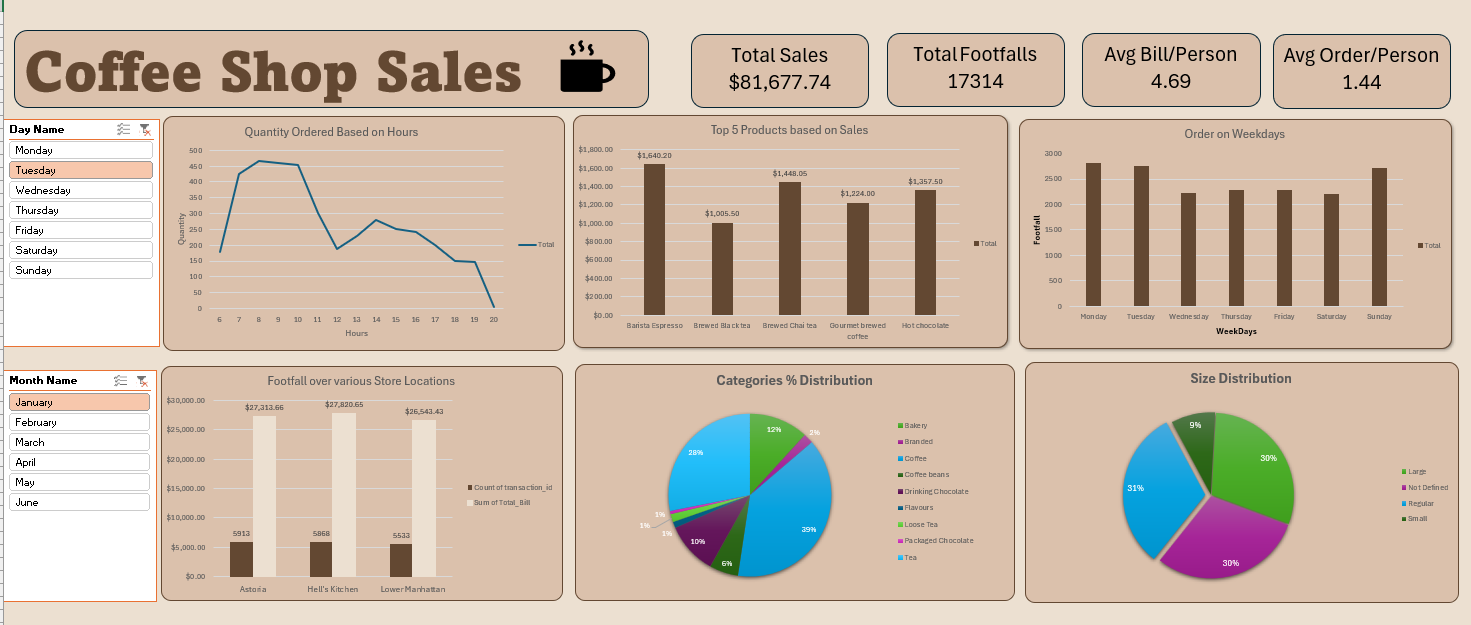 Coffee Shop Sales
Total Sales
$81,677.74
Total Footfalls
17314
Avg Bill/Person
4.69
Avg Order/Person
1.44
Day Name
Monday
Tuesday
Wednesday
Thursday
Friday
Saturday
Sunday
Quantity Ordered Based on Hours
500
450
400
350
300
250
200
150
100
50
0
Quantity
6 7 8 9 10 11 12 13 14 15 16 17 18 19 20
Hours
Total
Top 5 Products based on Sales
$1,800.00
$1,600.00
$1,400.00
$1,200.00
$1,000.00
$800.00
$600.00
$400.00
$200.00
$0.00
$1,640.20
$1,005.50
$1,448.05
$1,224.00
$1,357.50
Barista Espresso Brewed Black tea Brewed Chai tea Gourmet brewed Hot chocolate
coffee
Total
Order on Weekdays
3000
2500
2000
1500
1000
500
0
Footfall
Monday Tuesday Wednesday Thursday Friday Saturday Sunday
WeekDays
Total
Month Name
January
February
March
April
May
June
Footfall over various Store Locations
$30,000.00
$25,000.00
$20,000.00
$15,000.00
$10,000.00
$5,000.00
$0.00
$27,313.66
$27,820.65
$26,543.43
5913
5868
5533
Astoria Hell's Kitchen Lower Manhattan
Count of transaction_id
Sum of Total_Bill
Categories % Distribution
12%
2%
39%
6%
10%
1%
1%
1%
28%
Bakery
Branded
Coffee
Coffee beans
Drinking Chocolate
Flavours
Loose Tea
Packaged Chocolate
Tea
Size Distribution
30%
30%
31%
9%
Large
Not Defined
Regular
Small